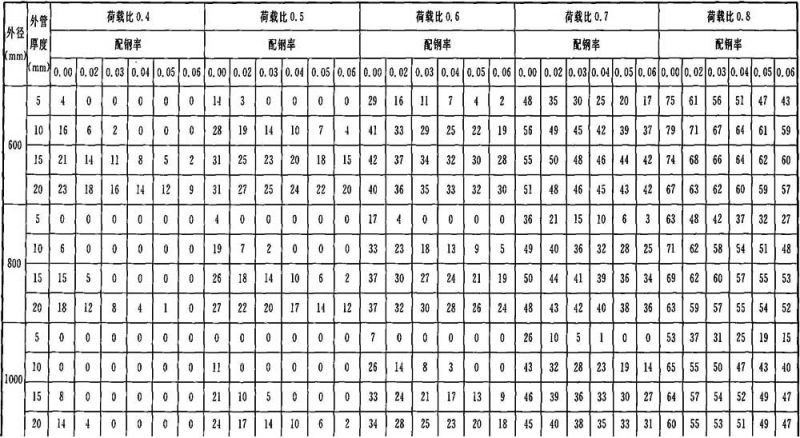 外径 (mm) 外管厚度 (mm) 荷载比0.4 荷载比0.5 荷载比0.6 荷载比0.7 荷载比0.8
配钢率 配钢率 配钢率 配钢率 配钢率
0.00 0.02 0.03 0.04 0.05 0.06 0.00 0.02 0.03 0.04 0.05 0.06 0.00 0.02 0.03 0.04 0.05 0.06 0.00 0.02 0.03 0.04 0.05 0.06 0.00 0.02 0.03 0.04 0.05 0.06
600
5 4 0 0 0 0 0 14 3 0 0 0 0 29 16 11 7 4 2 48 35 30 25 20 17 75 61 56 51 47 43
10 16 6 2 0 0 0 28 19 14 10 7 4 41 33 29 25 22 19 56 49 45 42 39 37 79 71 67 64 61 59
15 21 14 11 8 5 2 31 25 23 20 18 15 42 37 34 32 30 28 55 50 48 46 44 42 74 68 66 64 62 60
20 23 18 16 14 12 9 31 27 25 24 22 20 40 36 35 33 32 30 51 48 46 45 43 42 67 63 62 60 59 57
800
5 0 0 0 0 0 0 4 0 0 0 0 0 17 4 0 0 0 0 36 21 15 10 6 3 63 48 42 37 32 27
10 6 0 0 0 0 0 19 7 2 0 0 0 33 23 18 13 9 5 49 40 36 32 28 25 71 62 58 54 51 48
15 15 5 0 0 0 0 26 18 14 10 6 2 37 30 27 24 21 19 50 44 41 39 36 34 69 62 60 57 55 53
20 18 12 8 4 1 0 27 22 20 17 14 12 37 32 30 28 26 24 48 43 42 40 38 36 63 59 57 55 54 52
1000
5 0 0 0 0 0 0 0 0 0 0 0 0 7 0 0 0 0 0 26 10 5 1 0 0 53 37 31 25 19 15
10 0 0 0 0 0 0 11 0 0 0 0 0 26 14 8 3 0 0 43 32 28 23 19 14 65 55 50 47 43 40
15 8 0 0 0 0 0 21 10 5 0 0 0 33 24 21 17 13 9 46 39 36 33 30 27 64 57 54 52 49 47
20 14 4 0 0 0 0 24 17 14 10 6 2 34 28 25 23 20 18 45 40 38 35 33 31 60 55 53 51 49 47